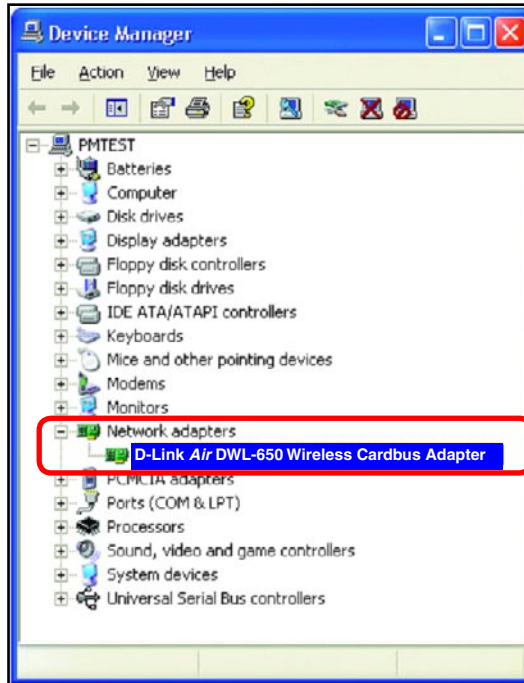 Device Manager
File Action View Help
PMTEST
Batteries
Computer
Disk drives
Display adapters
Floppy disk controllers
Floppy disk drives
IDE ATA/ATAPI controllers
Keyboards
Mice and other pointing devices
Modems
Monitors
Network adapters
D-Link Air DWL-650 Wireless Cardbus Adapter
PCMCIA adapters
Ports (COM & LPT)
Processors
Sound, video and game controllers
System devices
Universal Serial Bus controllers